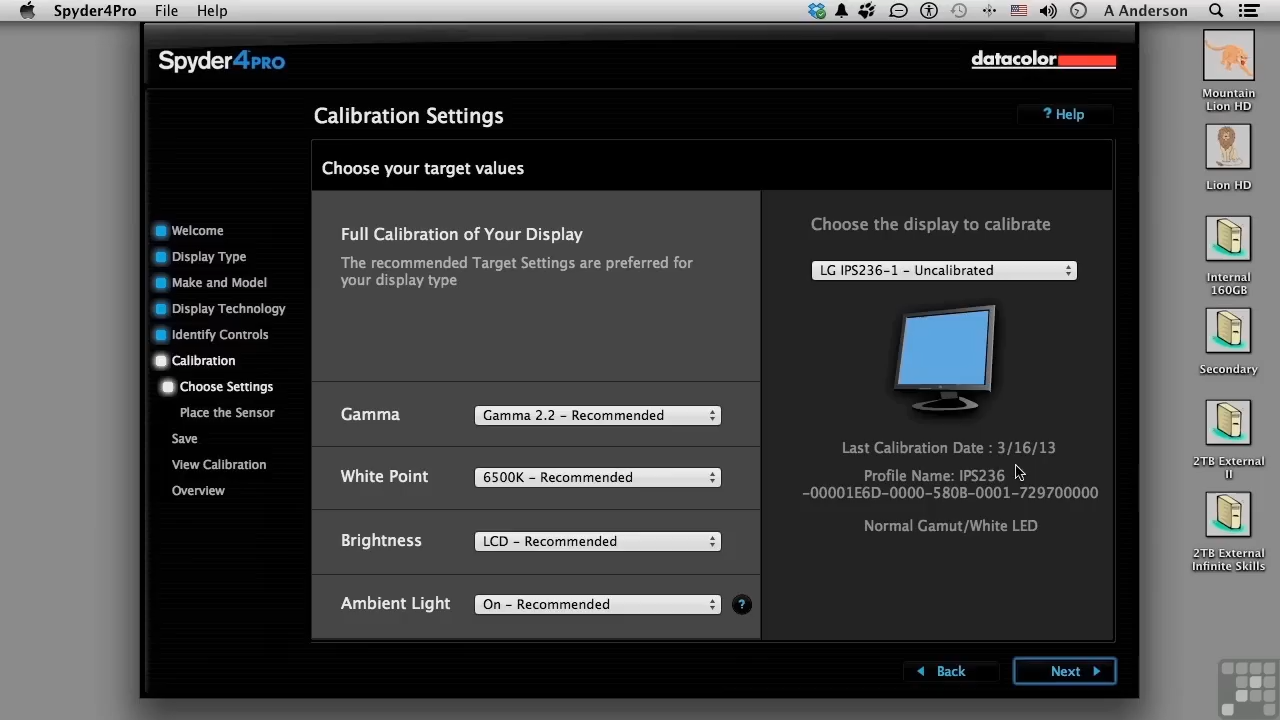 Spyder4Pro File Help A Anderson
Spyder4PRO
datacolor
Calibration Settings
? Help
Choose your target values
Welcome
Display Type
Make and Model
Display Technology
Identify Controls
Calibration
Choose Settings
Place the Sensor
Save
View Calibration
Overview
Full Calibration of Your Display
The recommended Target Settings are preferred for
your display type
Gamma
Gamma 2.2 – Recommended
White Point
6500K – Recommended
Brightness
LCD – Recommended
Ambient Light
On – Recommended
?
Choose the display to calibrate
LG IPS236-1 – Uncalibrated
Last Calibration Date : 3/16/13
Profile Name: IPS236
-00001E6D-0000-580B-0001-729700000
Normal Gamut/White LED
Back
Next
Mountain
Lion HD
Lion HD
Internal
160GB
Secondary
2TB External
II
2TB External
Infinite Skills